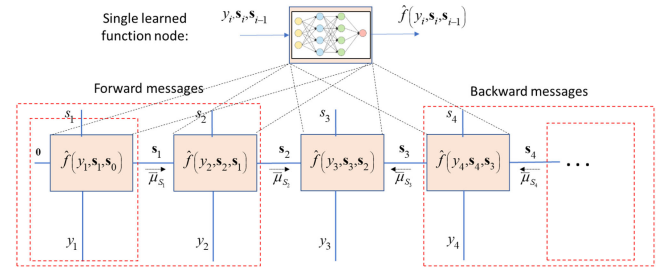 Single learned function node:
y_i, s_i, s_{i-1}
f̂(y_i, s_i, s_{i-1})
Forward messages
Backward messages
s_1 s_2 s_3 s_4
0 f̂(y_1, s_1, s_0) s_1 f̂(y_2, s_2, s_1) s_2 f̂(y_3, s_3, s_2) s_3 f̂(y_4, s_4, s_3) s_4 ...
μ_{S_1} μ_{S_2} μ_{S_3} μ_{S_4}
y_1 y_2 y_3 y_4